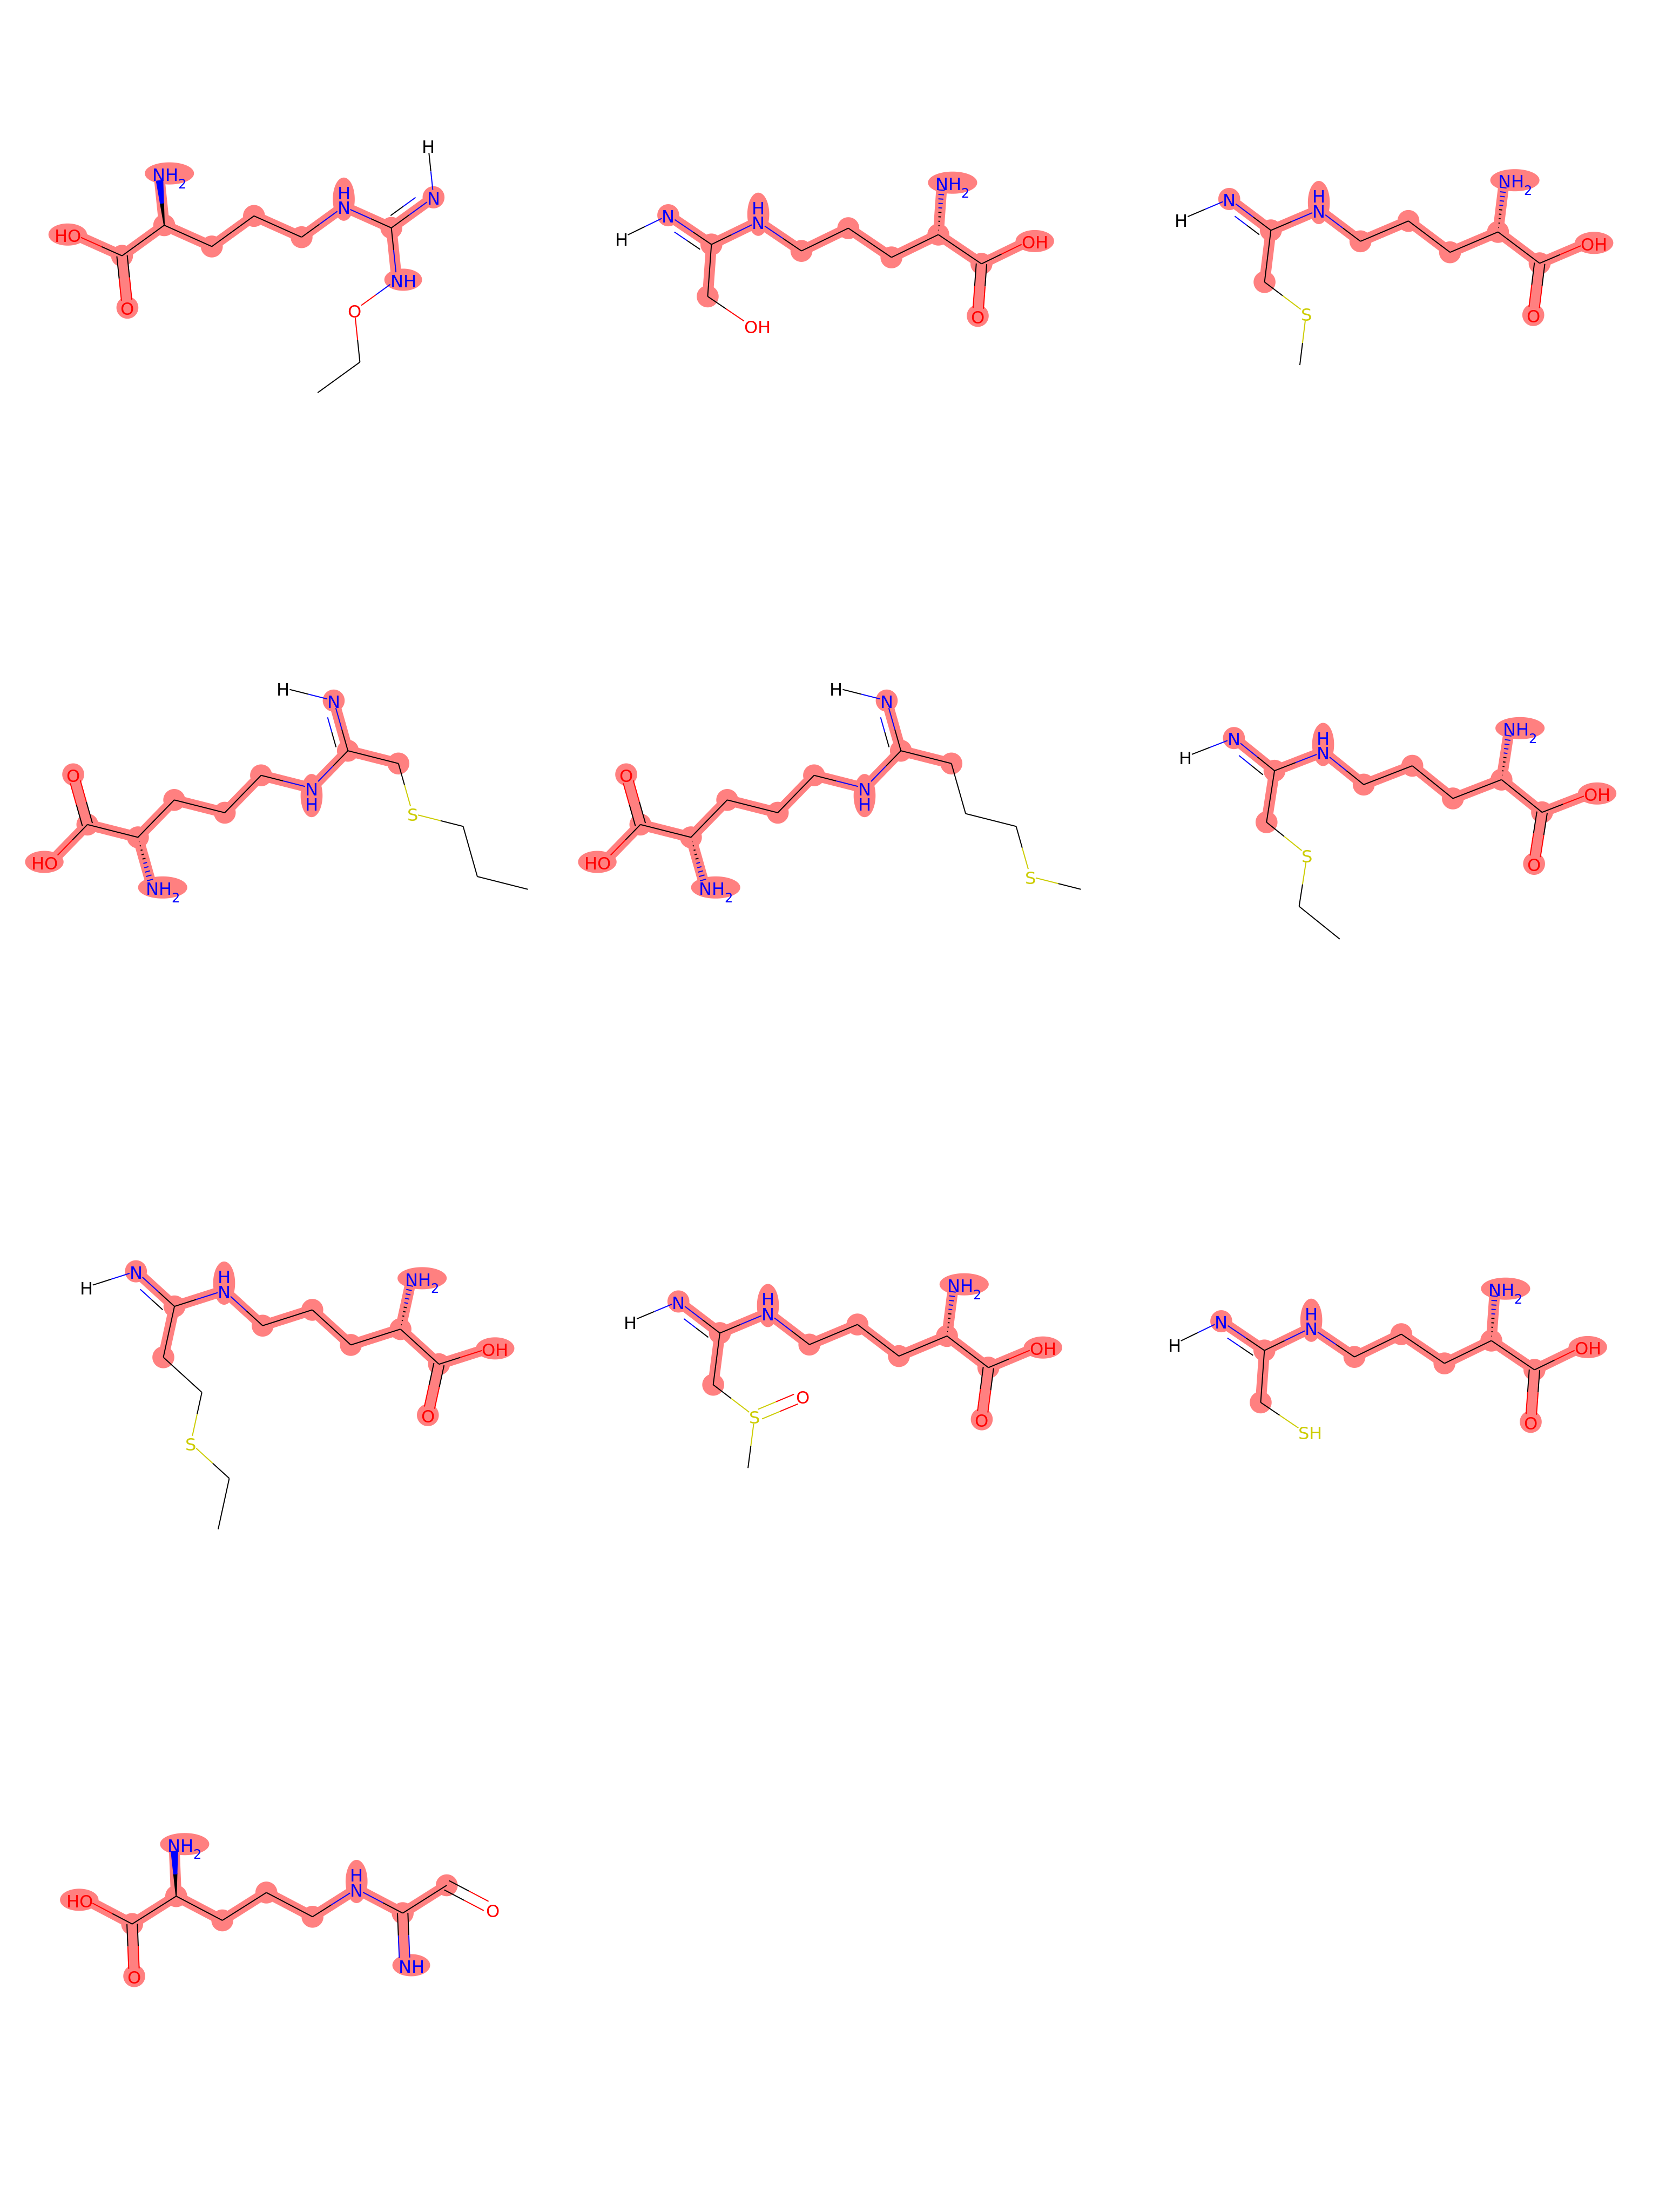 H
NH2 H N N
HO NH
O O
H
NH2
N H N
H OH
OH O
NH2
N H N
H OH
S O
H N
O S
N H
HO NH2
H N
O
N H
HO NH2 S
NH2
N H N
H OH
S O
N H N NH2
H OH
O
S
NH2
N H N
H OH
O
S O
NH2
N H N
H OH
SH O
NH2
HO H N
O
O NH